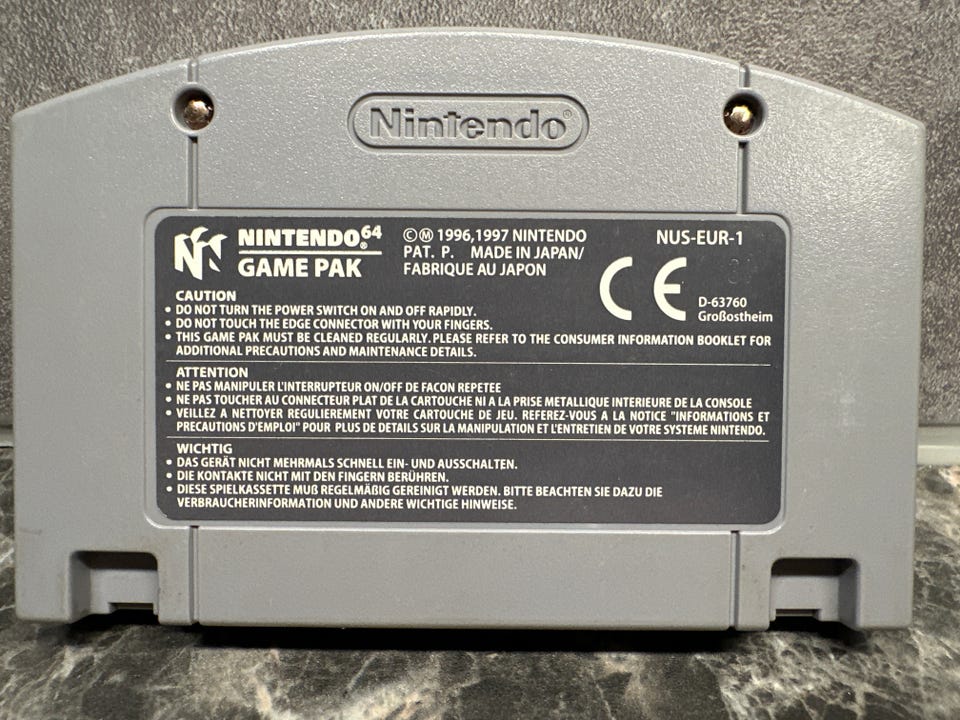 Nintendo®
NINTENDO®64
GAME PAK
©Ⓜ 1996,1997 NINTENDO
PAT. P. MADE IN JAPAN/
FABRIQUE AU JAPON
NUS-EUR-1
CE
D-63760
Großostheim
CAUTION
• DO NOT TURN THE POWER SWITCH ON AND OFF RAPIDLY.
• DO NOT TOUCH THE EDGE CONNECTOR WITH YOUR FINGERS.
• THIS GAME PAK MUST BE CLEANED REGULARLY. PLEASE REFER TO THE CONSUMER INFORMATION BOOKLET FOR
ADDITIONAL PRECAUTIONS AND MAINTENANCE DETAILS.
ATTENTION
• NE PAS MANIPULER L'INTERRUPTEUR ON/OFF DE FACON REPETEE
• NE PAS TOUCHER AU CONNECTEUR PLAT DE LA CARTOUCHE NI A LA PRISE METALLIQUE INTERIEURE DE LA CONSOLE
• VEILLEZ A NETTOYER REGULIEREMENT VOTRE CARTOUCHE DE JEU. REFEREZ-VOUS A LA NOTICE "INFORMATIONS ET
PRECAUTIONS D'EMPLOI" POUR PLUS DE DETAILS SUR LA MANIPULATION ET L'ENTRETIEN DE VOTRE SYSTEME NINTENDO.
WICHTIG
• DAS GERÄT NICHT MEHRMALS SCHNELL EIN- UND AUSSCHALTEN.
• DIE KONTAKTE NICHT MIT DEN FINGERN BERÜHREN.
• DIESE SPIELKASSETTE MUß REGELMÄßIG GEREINIGT WERDEN. BITTE BEACHTEN SIE DAZU DIE
VERBRAUCHERINFORMATION UND ANDERE WICHTIGE HINWEISE.